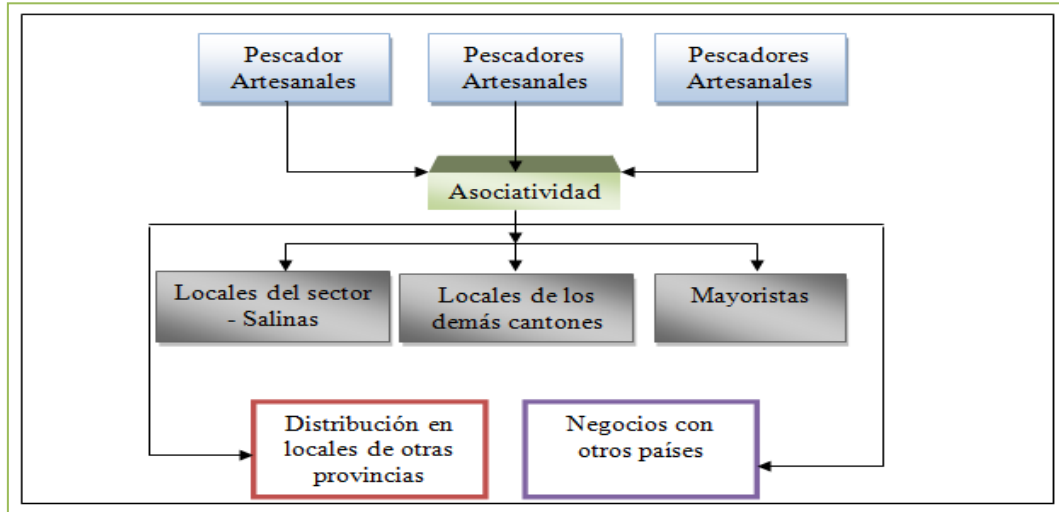 Pescador
Artesanales
Pescadores
Artesanales
Pescadores
Artesanales
Asociatividad
Locales del sector
- Salinas
Locales de los
demás cantones
Mayoristas
Distribución en
locales de otras
provincias
Negocios con
otros países